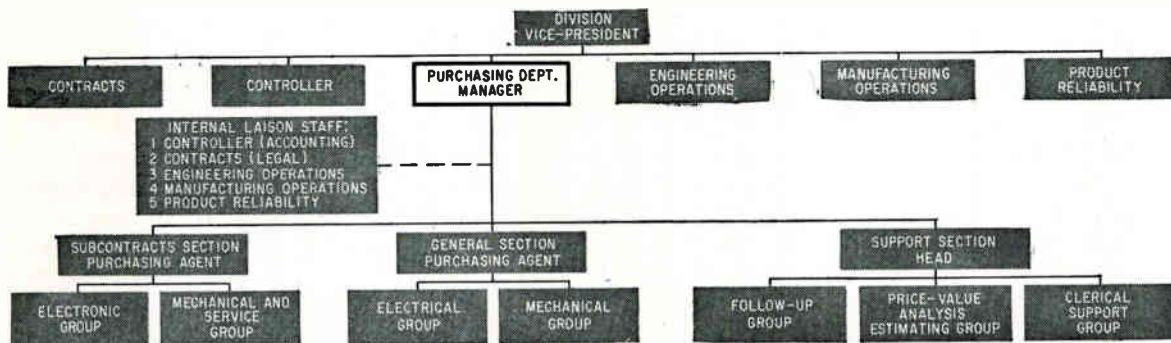 DIVISION
VICE-PRESIDENT
CONTRACTS
CONTROLLER
PURCHASING DEPT.
MANAGER
ENGINEERING
OPERATIONS
MANUFACTURING
OPERATIONS
PRODUCT
RELIABILITY
INTERNAL LAISON STAFF:
1 CONTROLLER (ACCOUNTING)
2 CONTRACTS (LEGAL)
3 ENGINEERING OPERATIONS
4 MANUFACTURING OPERATIONS
5 PRODUCT RELIABILITY
SUBCONTRACTS SECTION
PURCHASING AGENT
GENERAL SECTION
PURCHASING AGENT
SUPPORT SECTION
HEAD
ELECTRONIC
GROUP
MECHANICAL AND
SERVICE
GROUP
ELECTRICAL
GROUP
MECHANICAL
GROUP
FOLLOW-UP
GROUP
PRICE-VALUE
ANALYSIS
ESTIMATING GROUP
CLERICAL
SUPPORT
GROUP